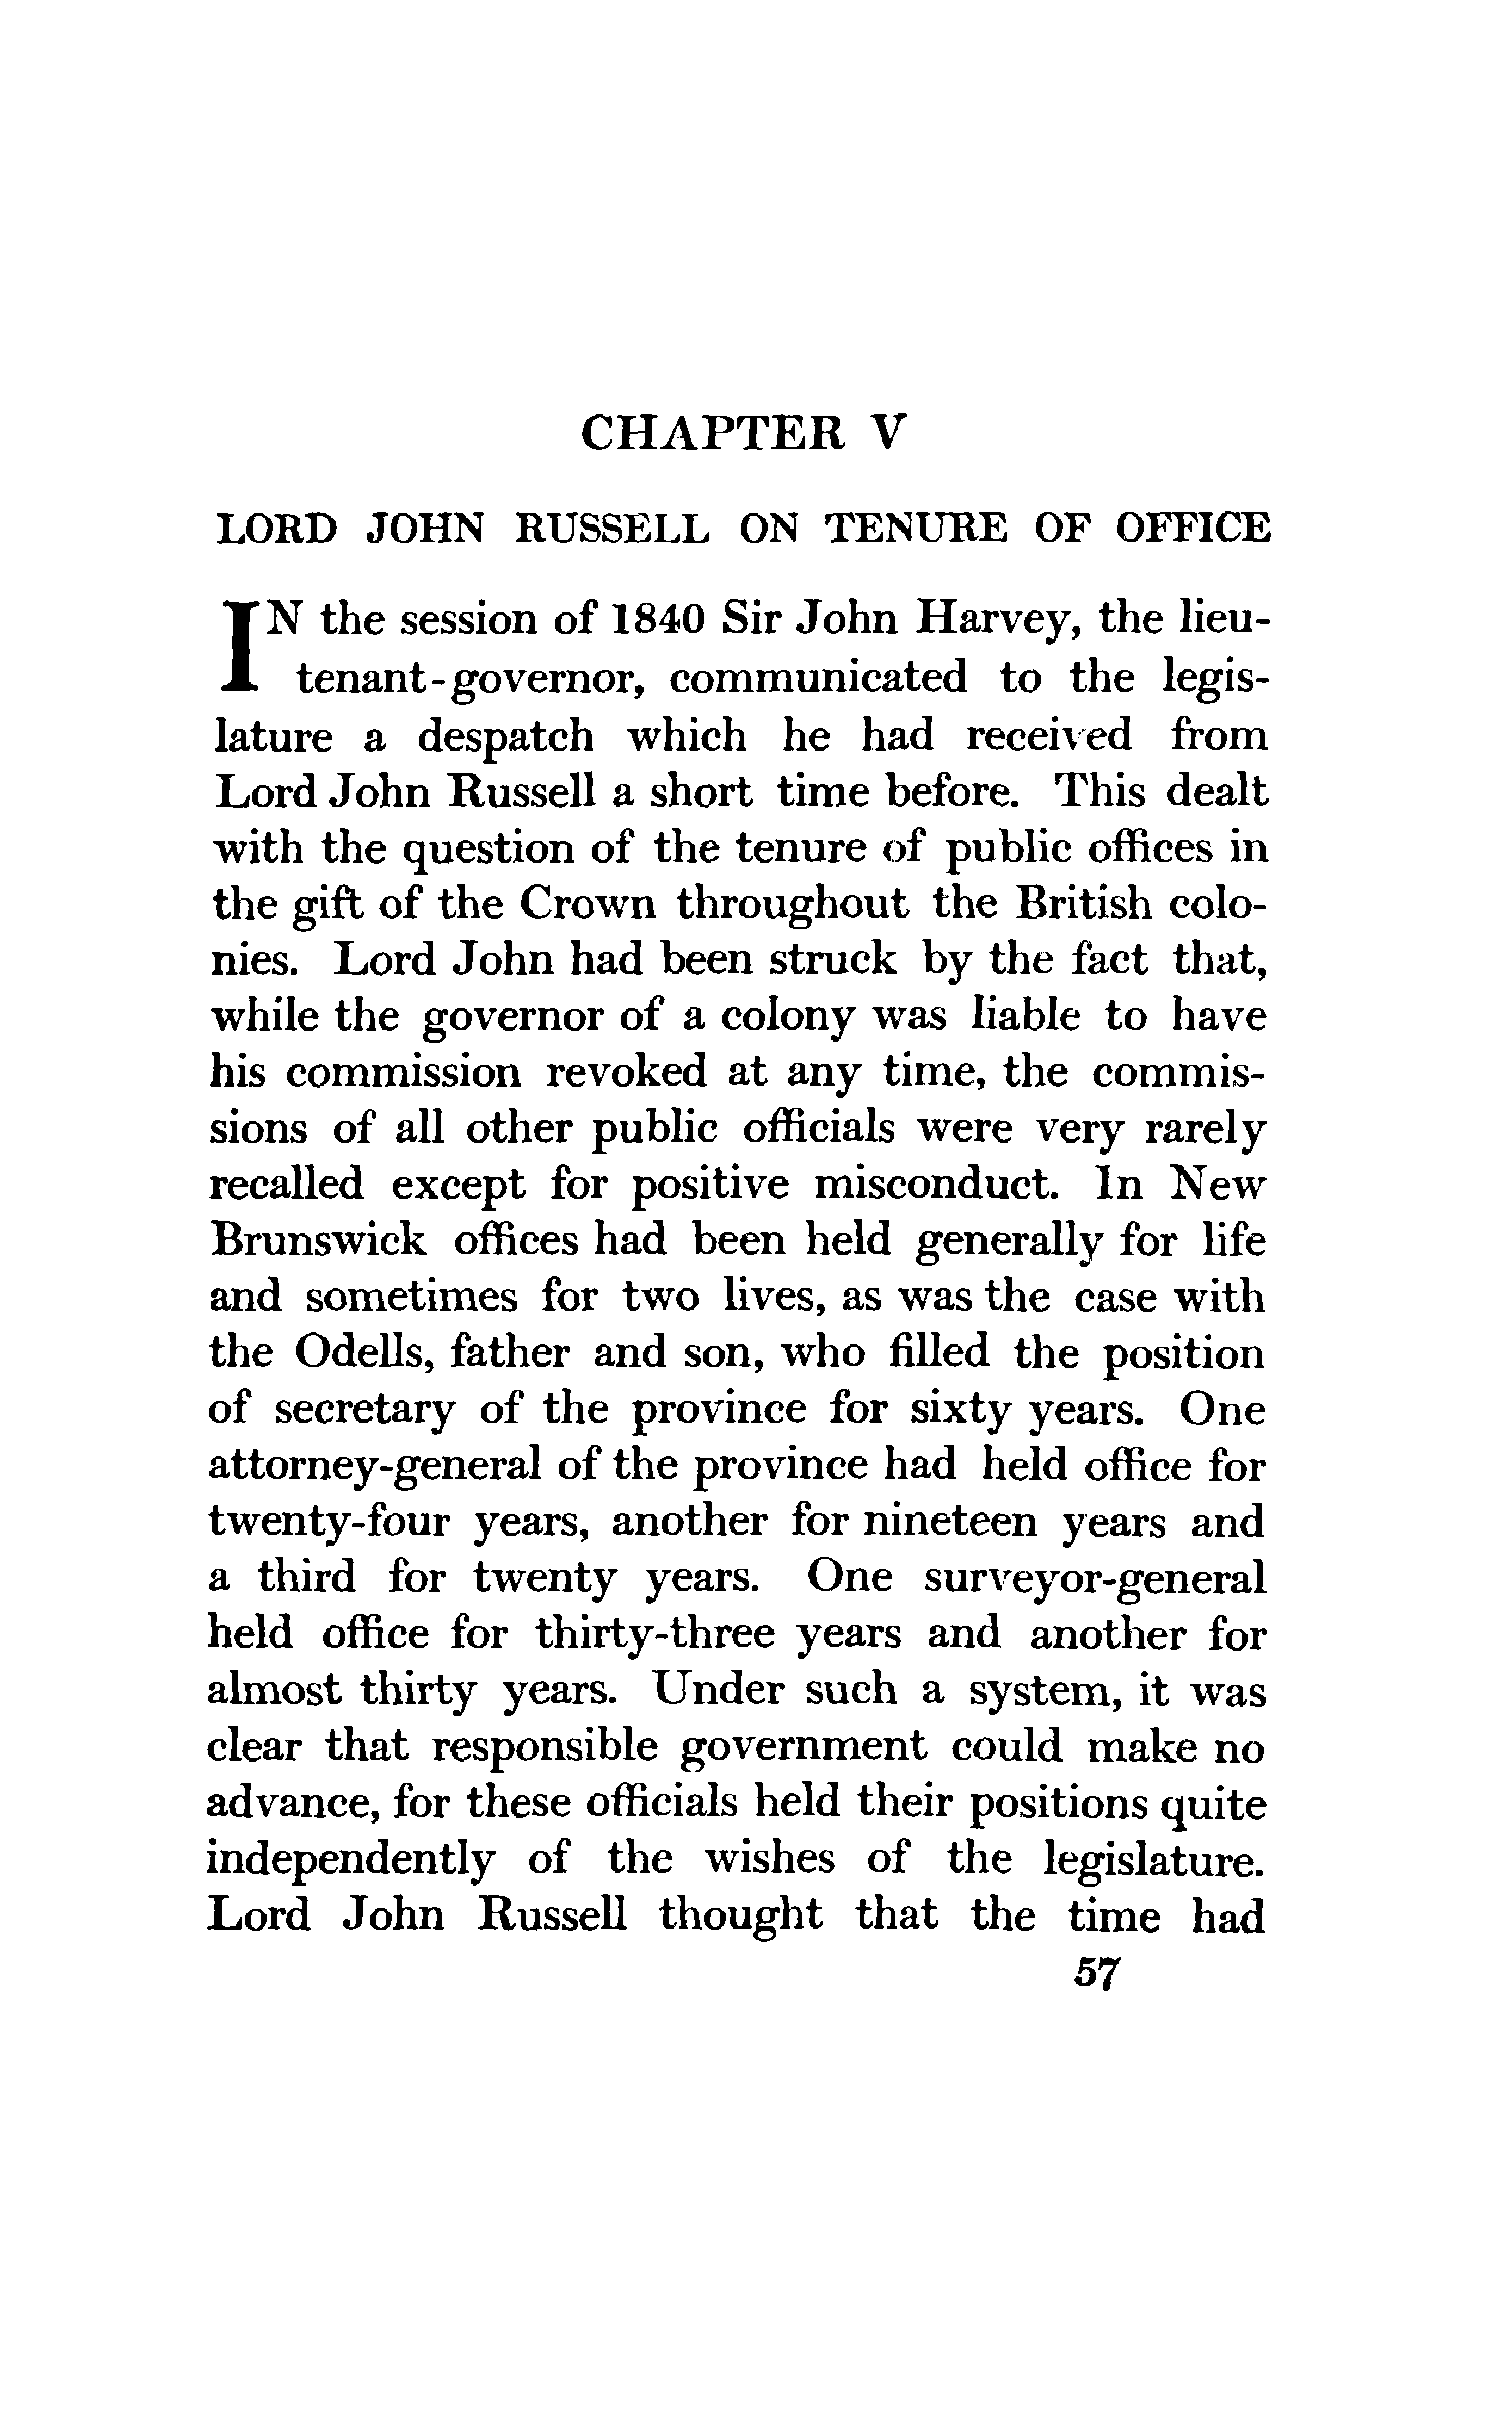 CHAPTER V
LORD JOHN RUSSELL ON TENURE OF OFFICE
IN the session of 1840 Sir John Harvey, the lieu-
tenant-governor, communicated to the legis-
lature a despatch which he had received from
Lord John Russell a short time before. This dealt
with the question of the tenure of public offices in
the gift of the Crown throughout the British colo-
nies. Lord John had been struck by the fact that,
while the governor of a colony was liable to have
his commission revoked at any time, the commis-
sions of all other public officials were very rarely
recalled except for positive misconduct. In New
Brunswick offices had been held generally for life
and sometimes for two lives, as was the case with
the Odells, father and son, who filled the position
of secretary of the province for sixty years. One
attorney-general of the province had held office for
twenty-four years, another for nineteen years and
a third for twenty years. One surveyor-general
held office for thirty-three years and another for
almost thirty years. Under such a system, it was
clear that responsible government could make no
advance, for these officials held their positions quite
independently of the wishes of the legislature.
Lord John Russell thought that the time had
57